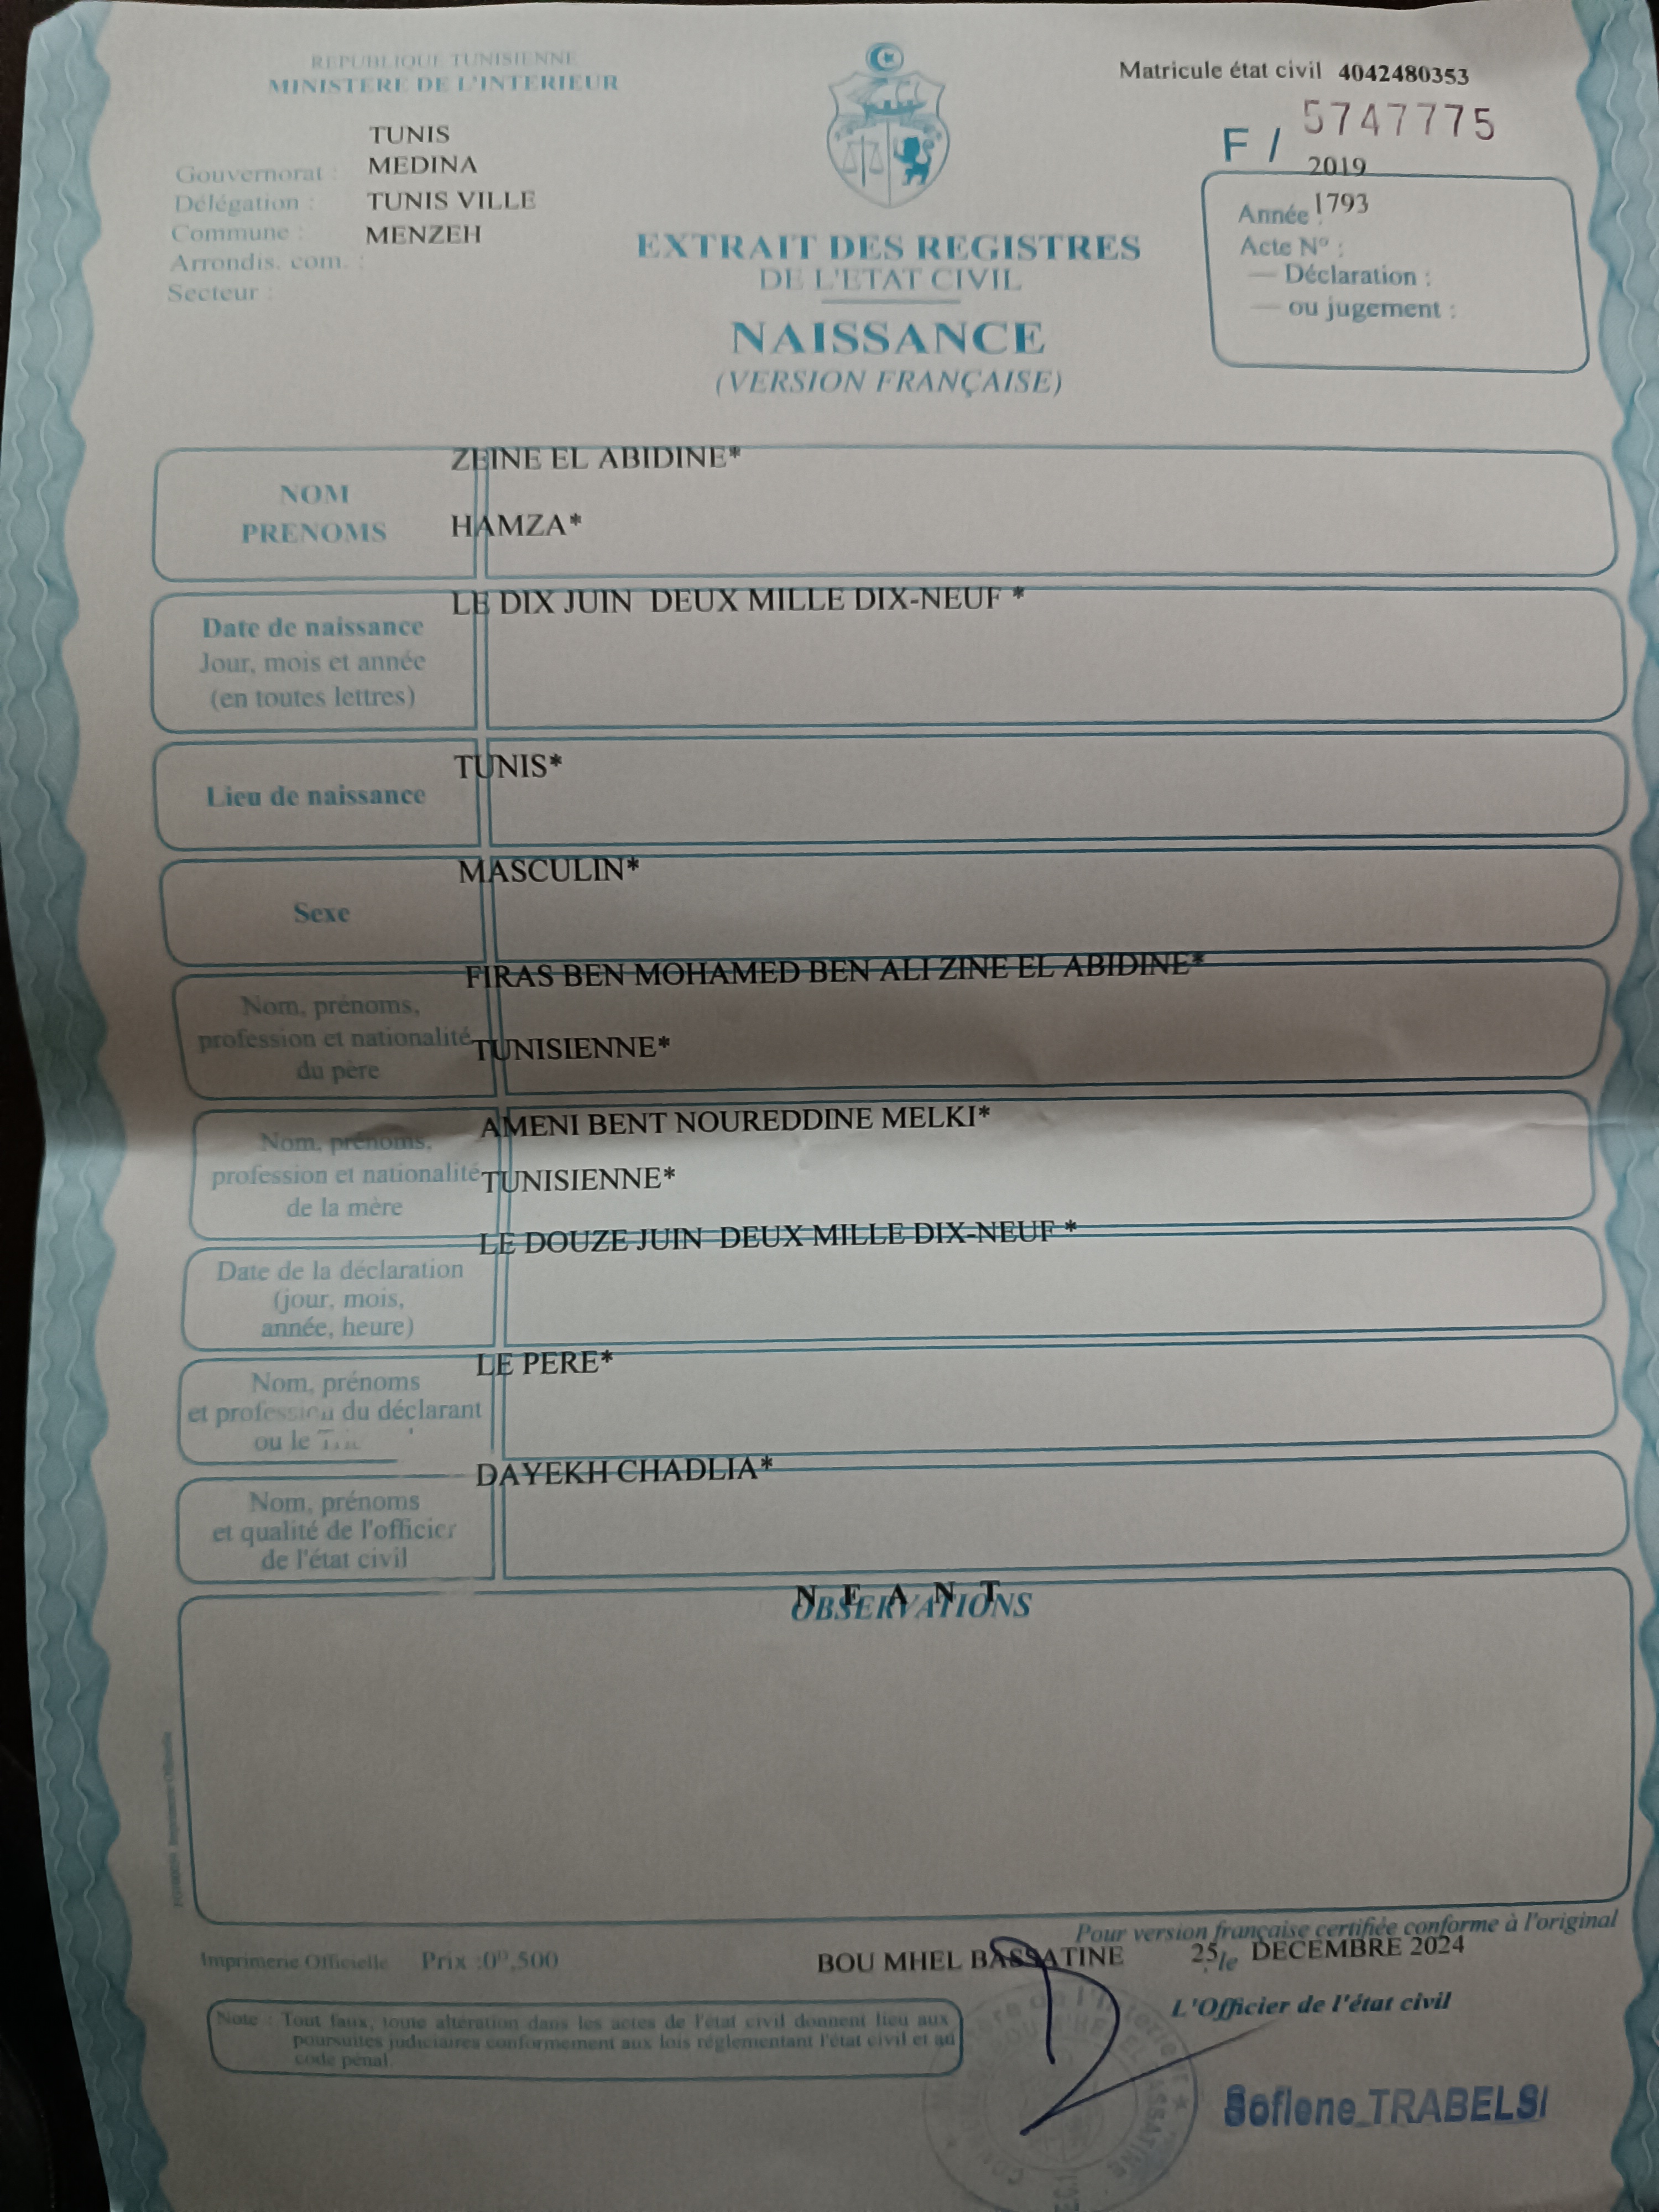 REPUBLIQUE TUNISIENNE
MINISTERE DE L'INTERIEUR
Matricule état civil 4042480353
F / 5747775
TUNIS
Gouvernorat : MEDINA
Délégation : TUNIS VILLE
Commune : MENZEH
Arrondis. com. :
Secteur :
2019
Année : 1793
Acte N° :
— Déclaration :
— ou jugement :
EXTRAIT DES REGISTRES
DE L'ETAT CIVIL
NAISSANCE
(VERSION FRANÇAISE)
ZEINE EL ABIDINE*
NOM
PRENOMS
HAMZA*
LE DIX JUIN DEUX MILLE DIX-NEUF *
Date de naissance
Jour, mois et année
(en toutes lettres)
TUNIS*
Lieu de naissance
MASCULIN*
Sexe
FIRAS BEN MOHAMED BEN ALI ZINE EL ABIDINE*
Nom, prénoms,
profession et nationalité
du père
TUNISIENNE*
AMENI BENT NOUREDDINE MELKI*
Nom, prénoms,
profession et nationalité
de la mère
TUNISIENNE*
LE DOUZE JUIN DEUX MILLE DIX-NEUF *
Date de la déclaration
(jour, mois,
année, heure)
LE PERE*
Nom, prénoms
et profession du déclarant
ou le
DAYEKH CHADLIA*
Nom, prénoms
et qualité de l'officier
de l'état civil
N E A N T
OBSERVATIONS
Pour version française certifiée conforme à l'original
Imprimerie Officielle Prix :0ᴰ,500
BOU MHEL BASSATINE 25 le DECEMBRE 2024
L'Officier de l'état civil
Note : Tout faux, toute altération dans les actes de l'état civil donnent lieu aux
poursuites judiciaires conformement aux lois réglementant l'état civil et au
code pénal.
Sofiene TRABELSI